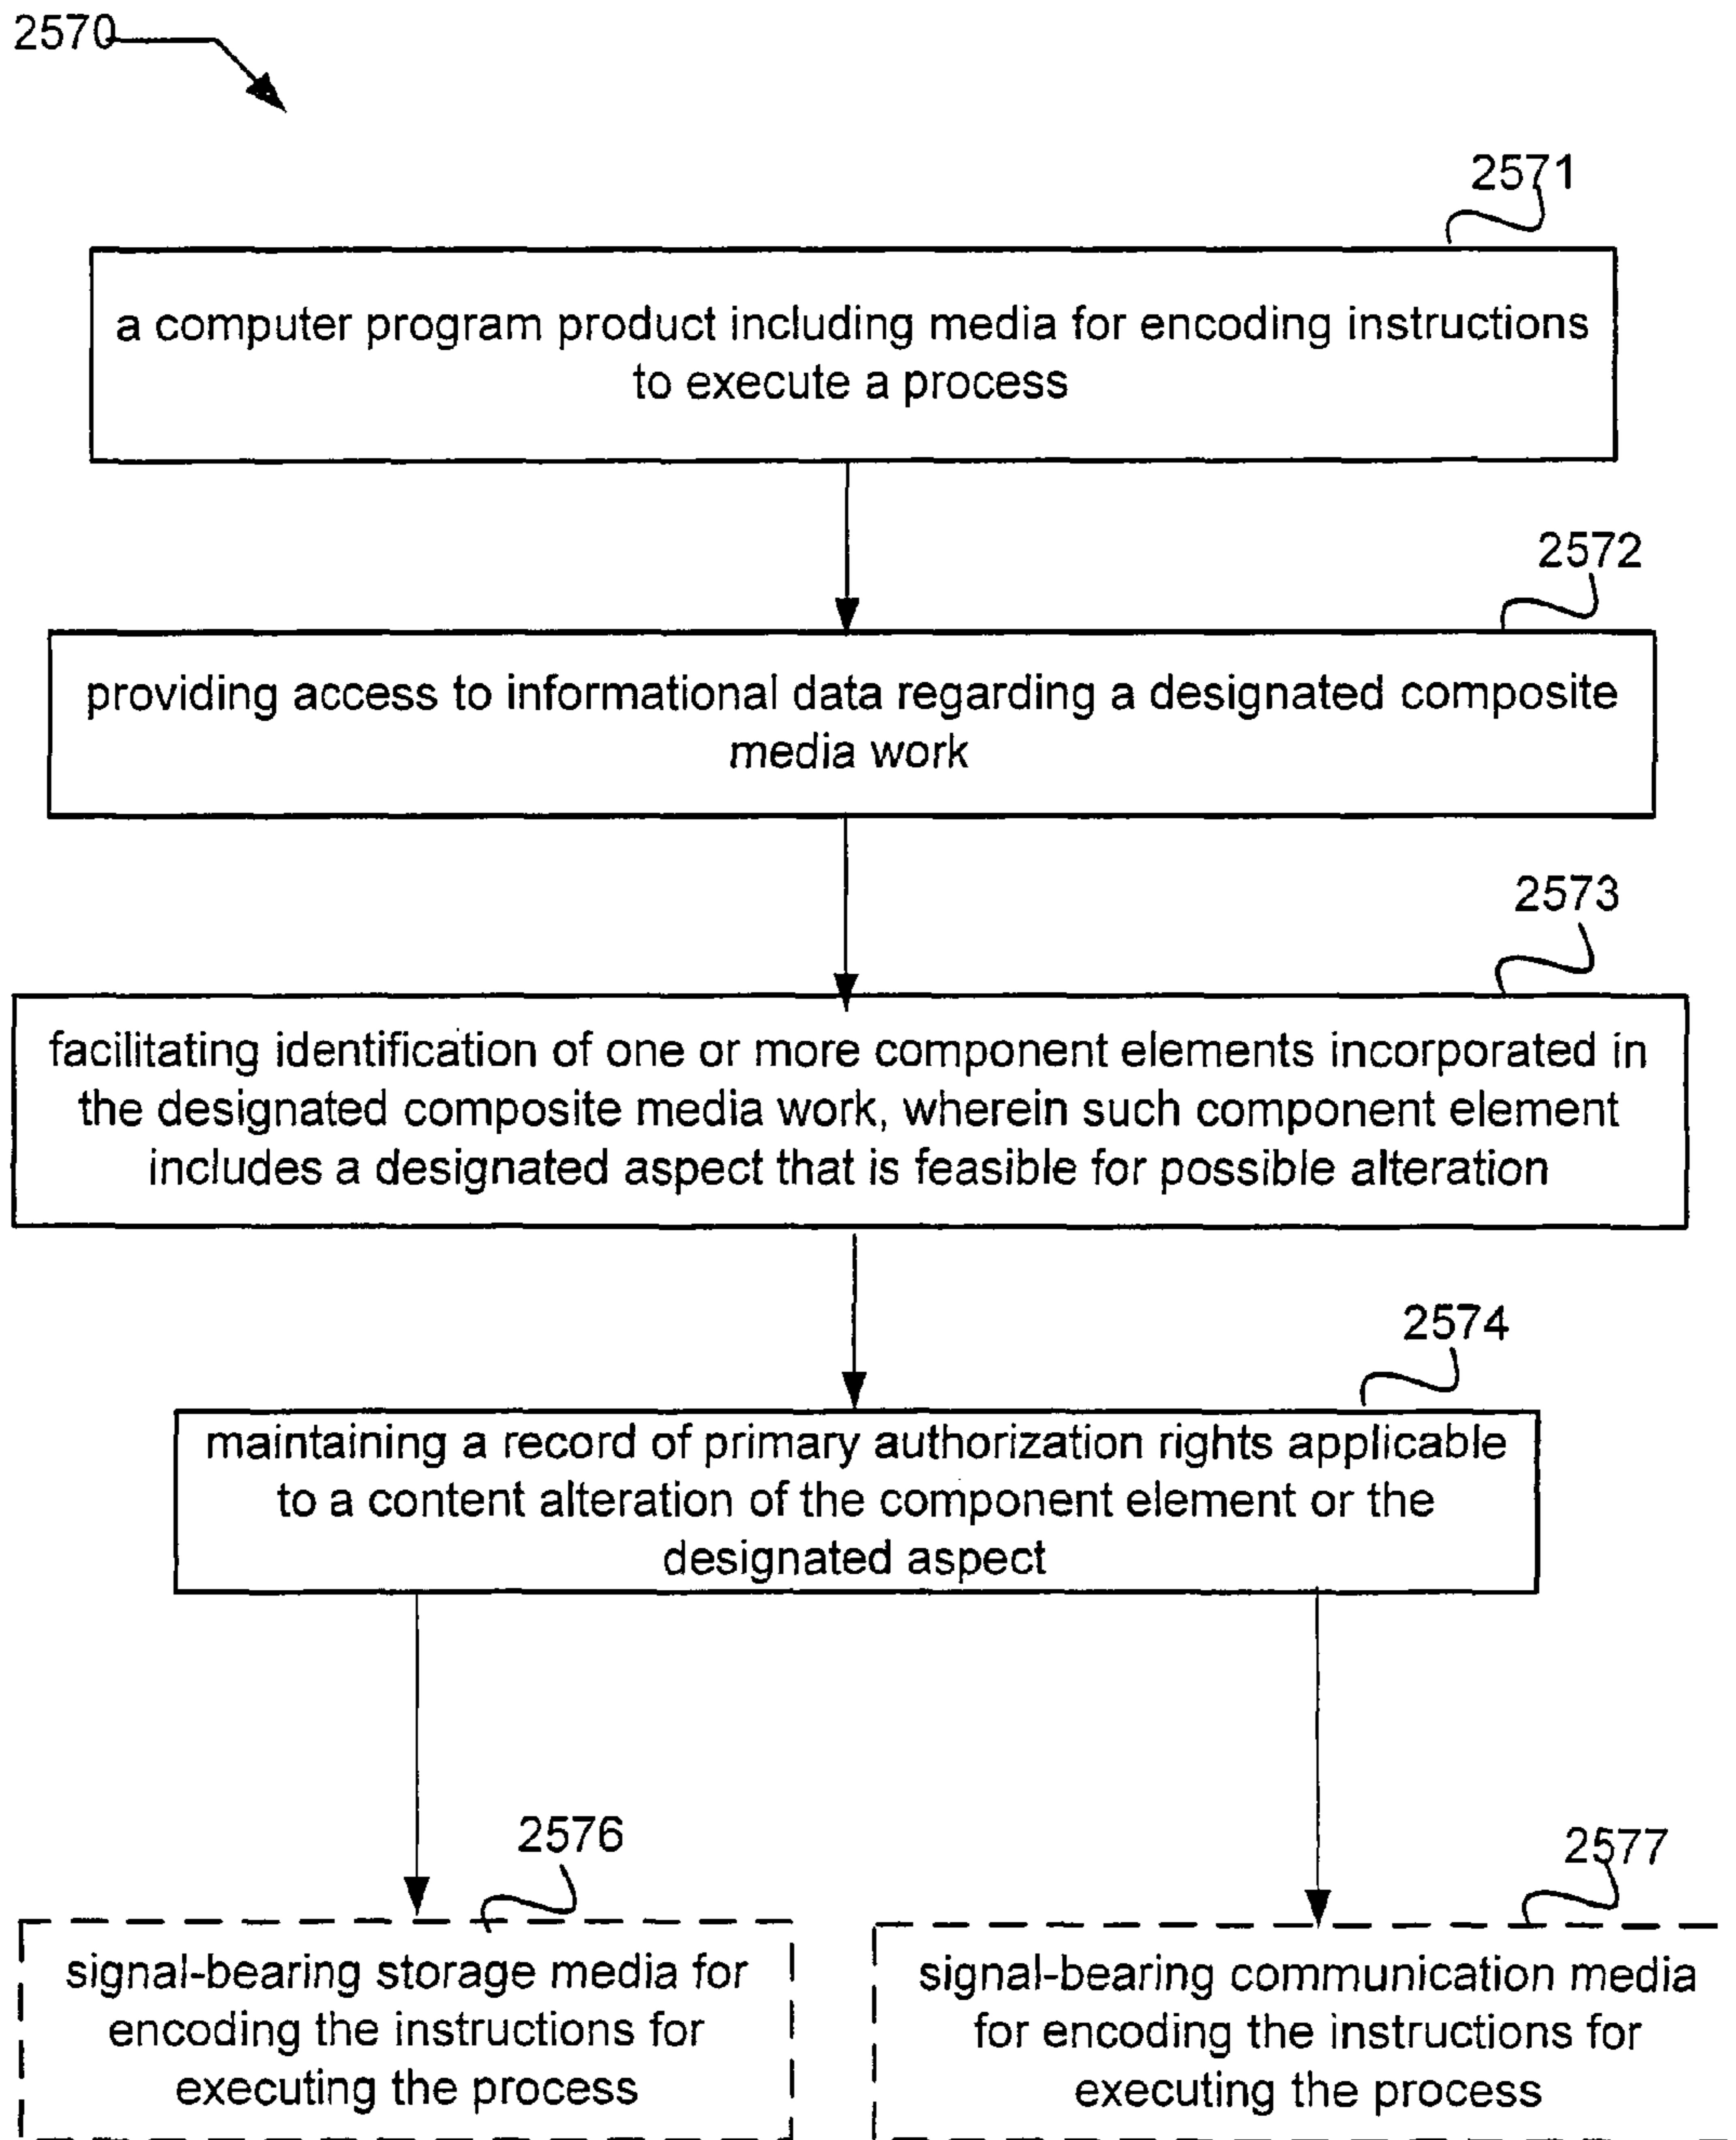 2570
2571
a computer program product including media for encoding instructions
to execute a process
2572
providing access to informational data regarding a designated composite
media work
2573
facilitating identification of one or more component elements incorporated in
the designated composite media work, wherein such component element
includes a designated aspect that is feasible for possible alteration
2574
maintaining a record of primary authorization rights applicable
to a content alteration of the component element or the
designated aspect
2576
signal-bearing storage media for
encoding the instructions for
executing the process
2577
signal-bearing communication media
for encoding the instructions for
executing the process